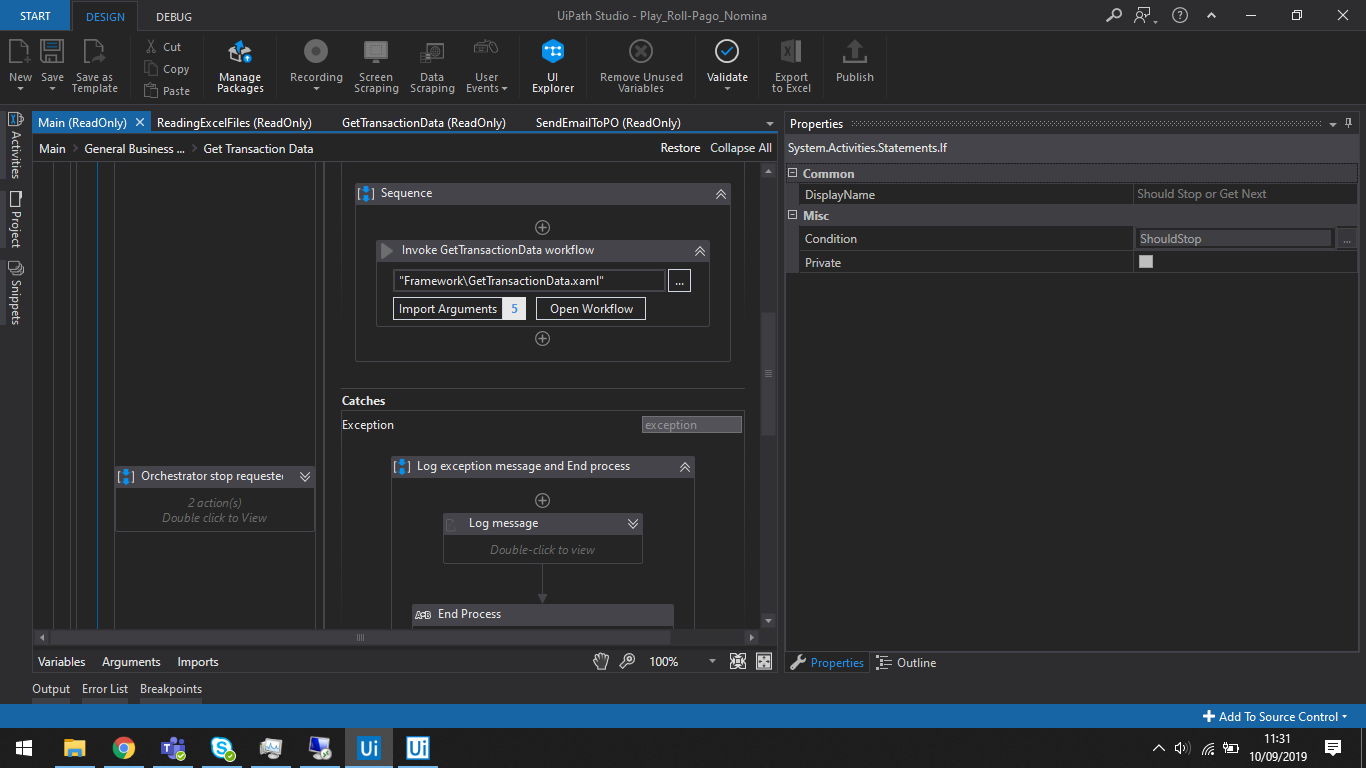 START
DESIGN
DEBUG
UiPath Studio - Play_Roll-Pago_Nomina
New
Save
Save as
Template
Cut
Copy
Paste
Manage
Packages
Recording
Screen
Scraping
Data
Scraping
User
Events
UI
Explorer
Remove Unused
Variables
Validate
Export
to Excel
Publish
Activities
Project
Snippets
Main (ReadOnly)
ReadingExcelFiles (ReadOnly)
GetTransactionData (ReadOnly)
SendEmailToPO (ReadOnly)
Main
General Business ...
Get Transaction Data
Restore
Collapse All
Sequence
Invoke GetTransactionData workflow
"Framework\GetTransactionData.xaml"
...
Import Arguments 5
Open Workflow
Catches
Exception
exception
Orchestrator stop requeste
2 action(s)
Double click to View
Log exception message and End process
Log message
Double-click to view
A+B End Process
Variables
Arguments
Imports
100%
Output
Error List
Breakpoints
Properties
System.Activities.Statements.If
Common
DisplayName
Should Stop or Get Next
Misc
Condition
ShouldStop
...
Private
Properties
Outline
Add To Source Control
Ui
Ui
11:31
10/09/2019